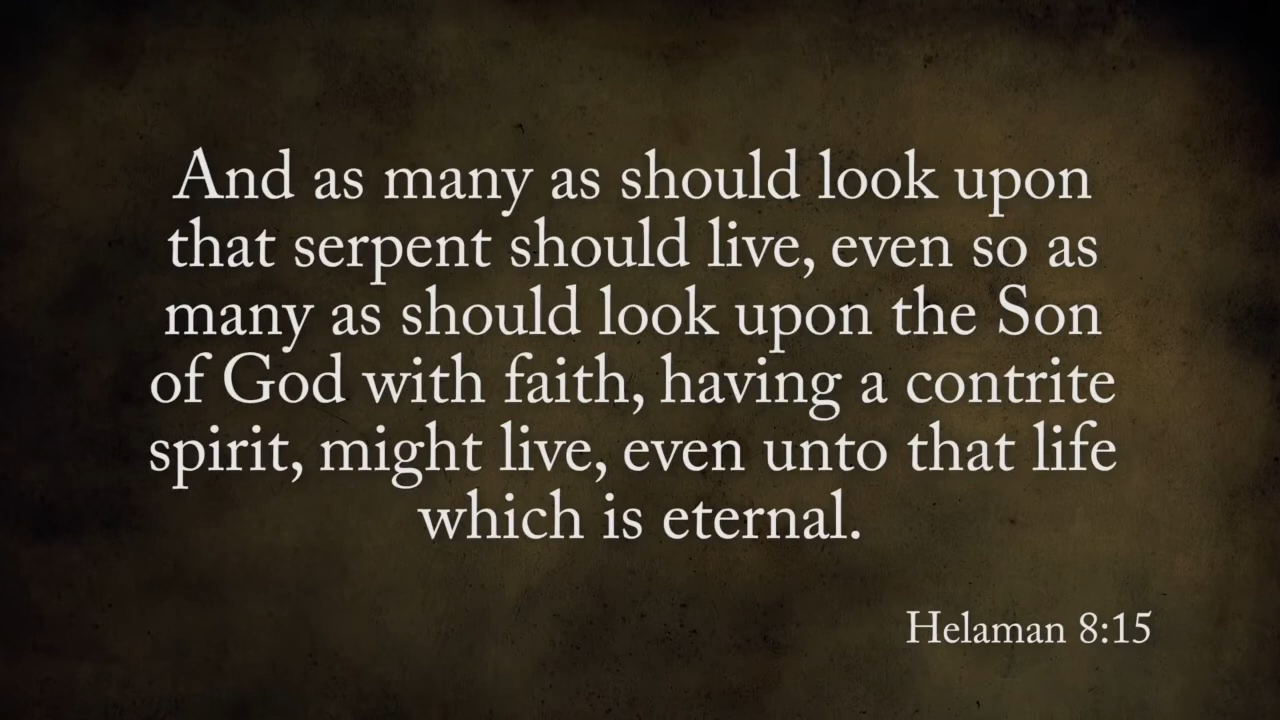 And as many as should look upon
that serpent should live, even so as
many as should look upon the Son
of God with faith, having a contrite
spirit, might live, even unto that life
which is eternal.
Helaman 8:15